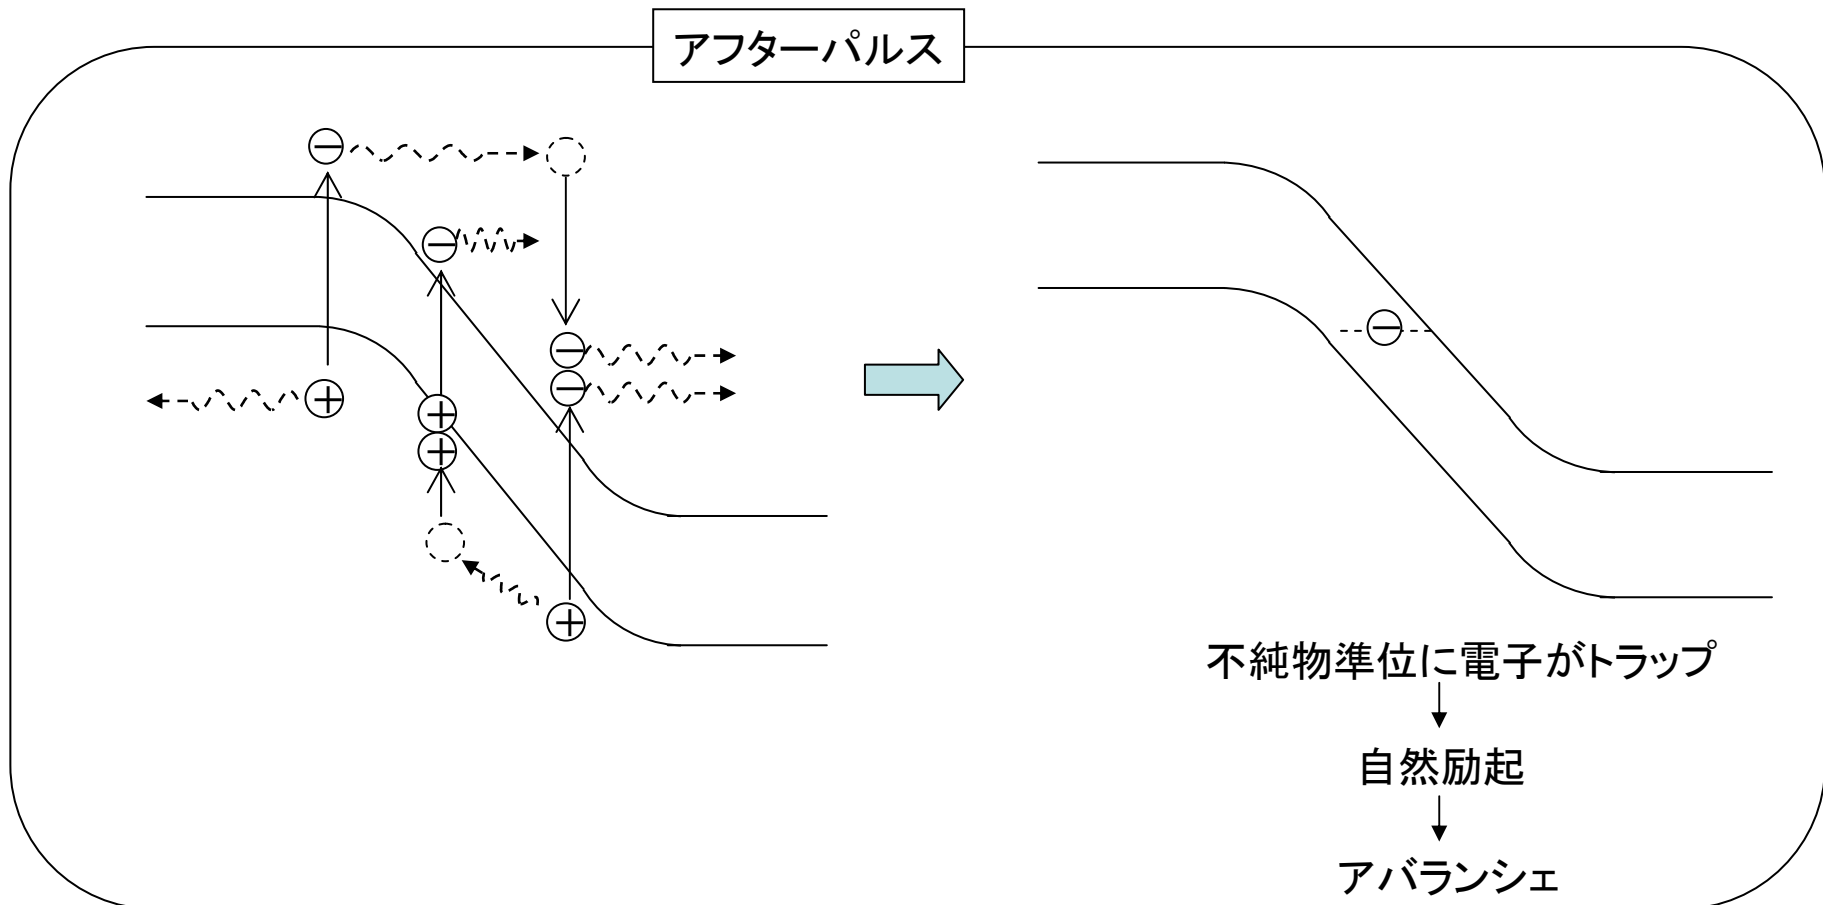 アフターパルス
不純物準位に電子がトラップ
自然励起
アバランシェ